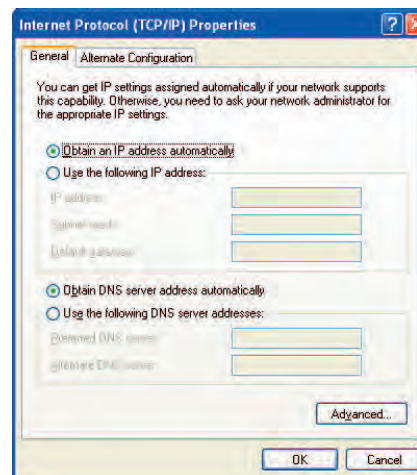 Internet Protocol (TCP/IP) Properties
General
Alternate Configuration
You can get IP settings assigned automatically if your network supports
this capability. Otherwise, you need to ask your network administrator for
the appropriate IP settings.
Obtain an IP address automatically
Use the following IP address:
IP address:
Subnet mask:
Default gateway:
Obtain DNS server address automatically
Use the following DNS server addresses:
Preferred DNS server:
Alternate DNS server:
Advanced...
OK
Cancel